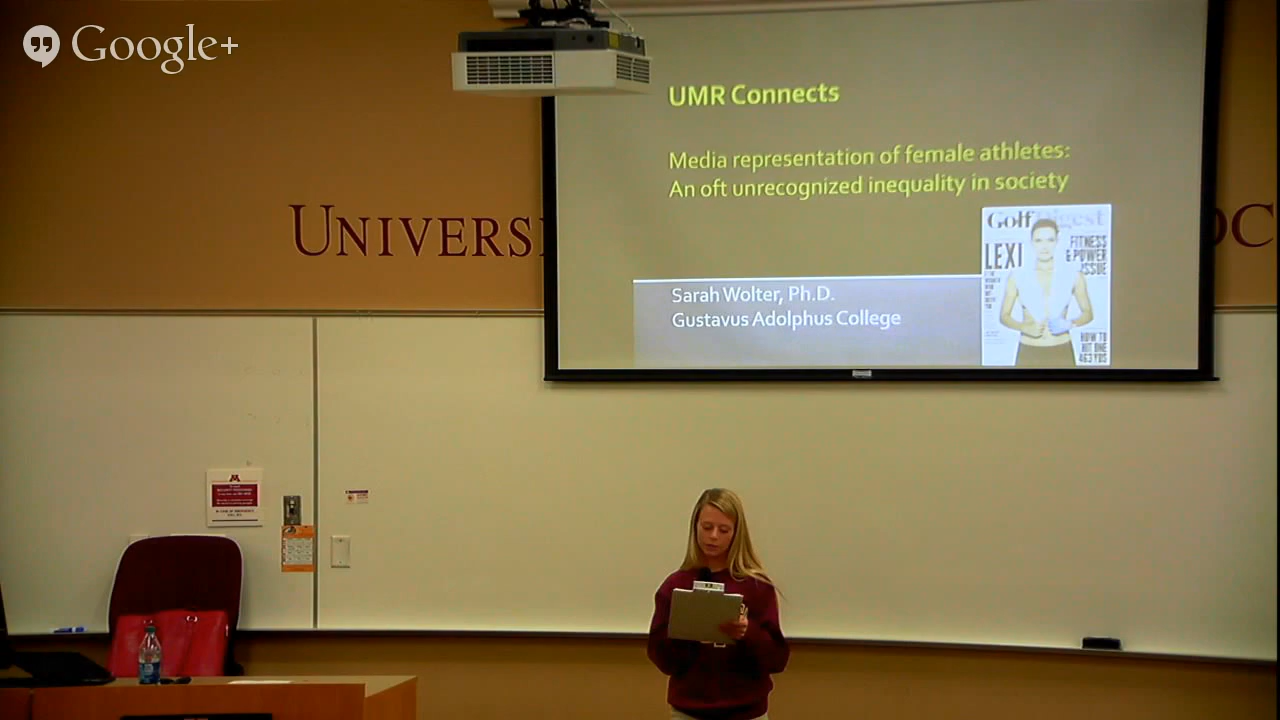 Google+
UMR Connects
Media representation of female athletes:
An oft unrecognized inequality in society
UNIVERS
OC
Golf Digest
LEXI
FITNESS
& POWER
ISSUE
HOW TO
HIT ONE
463 YDS
Sarah Wolter, Ph.D.
Gustavus Adolphus College
M